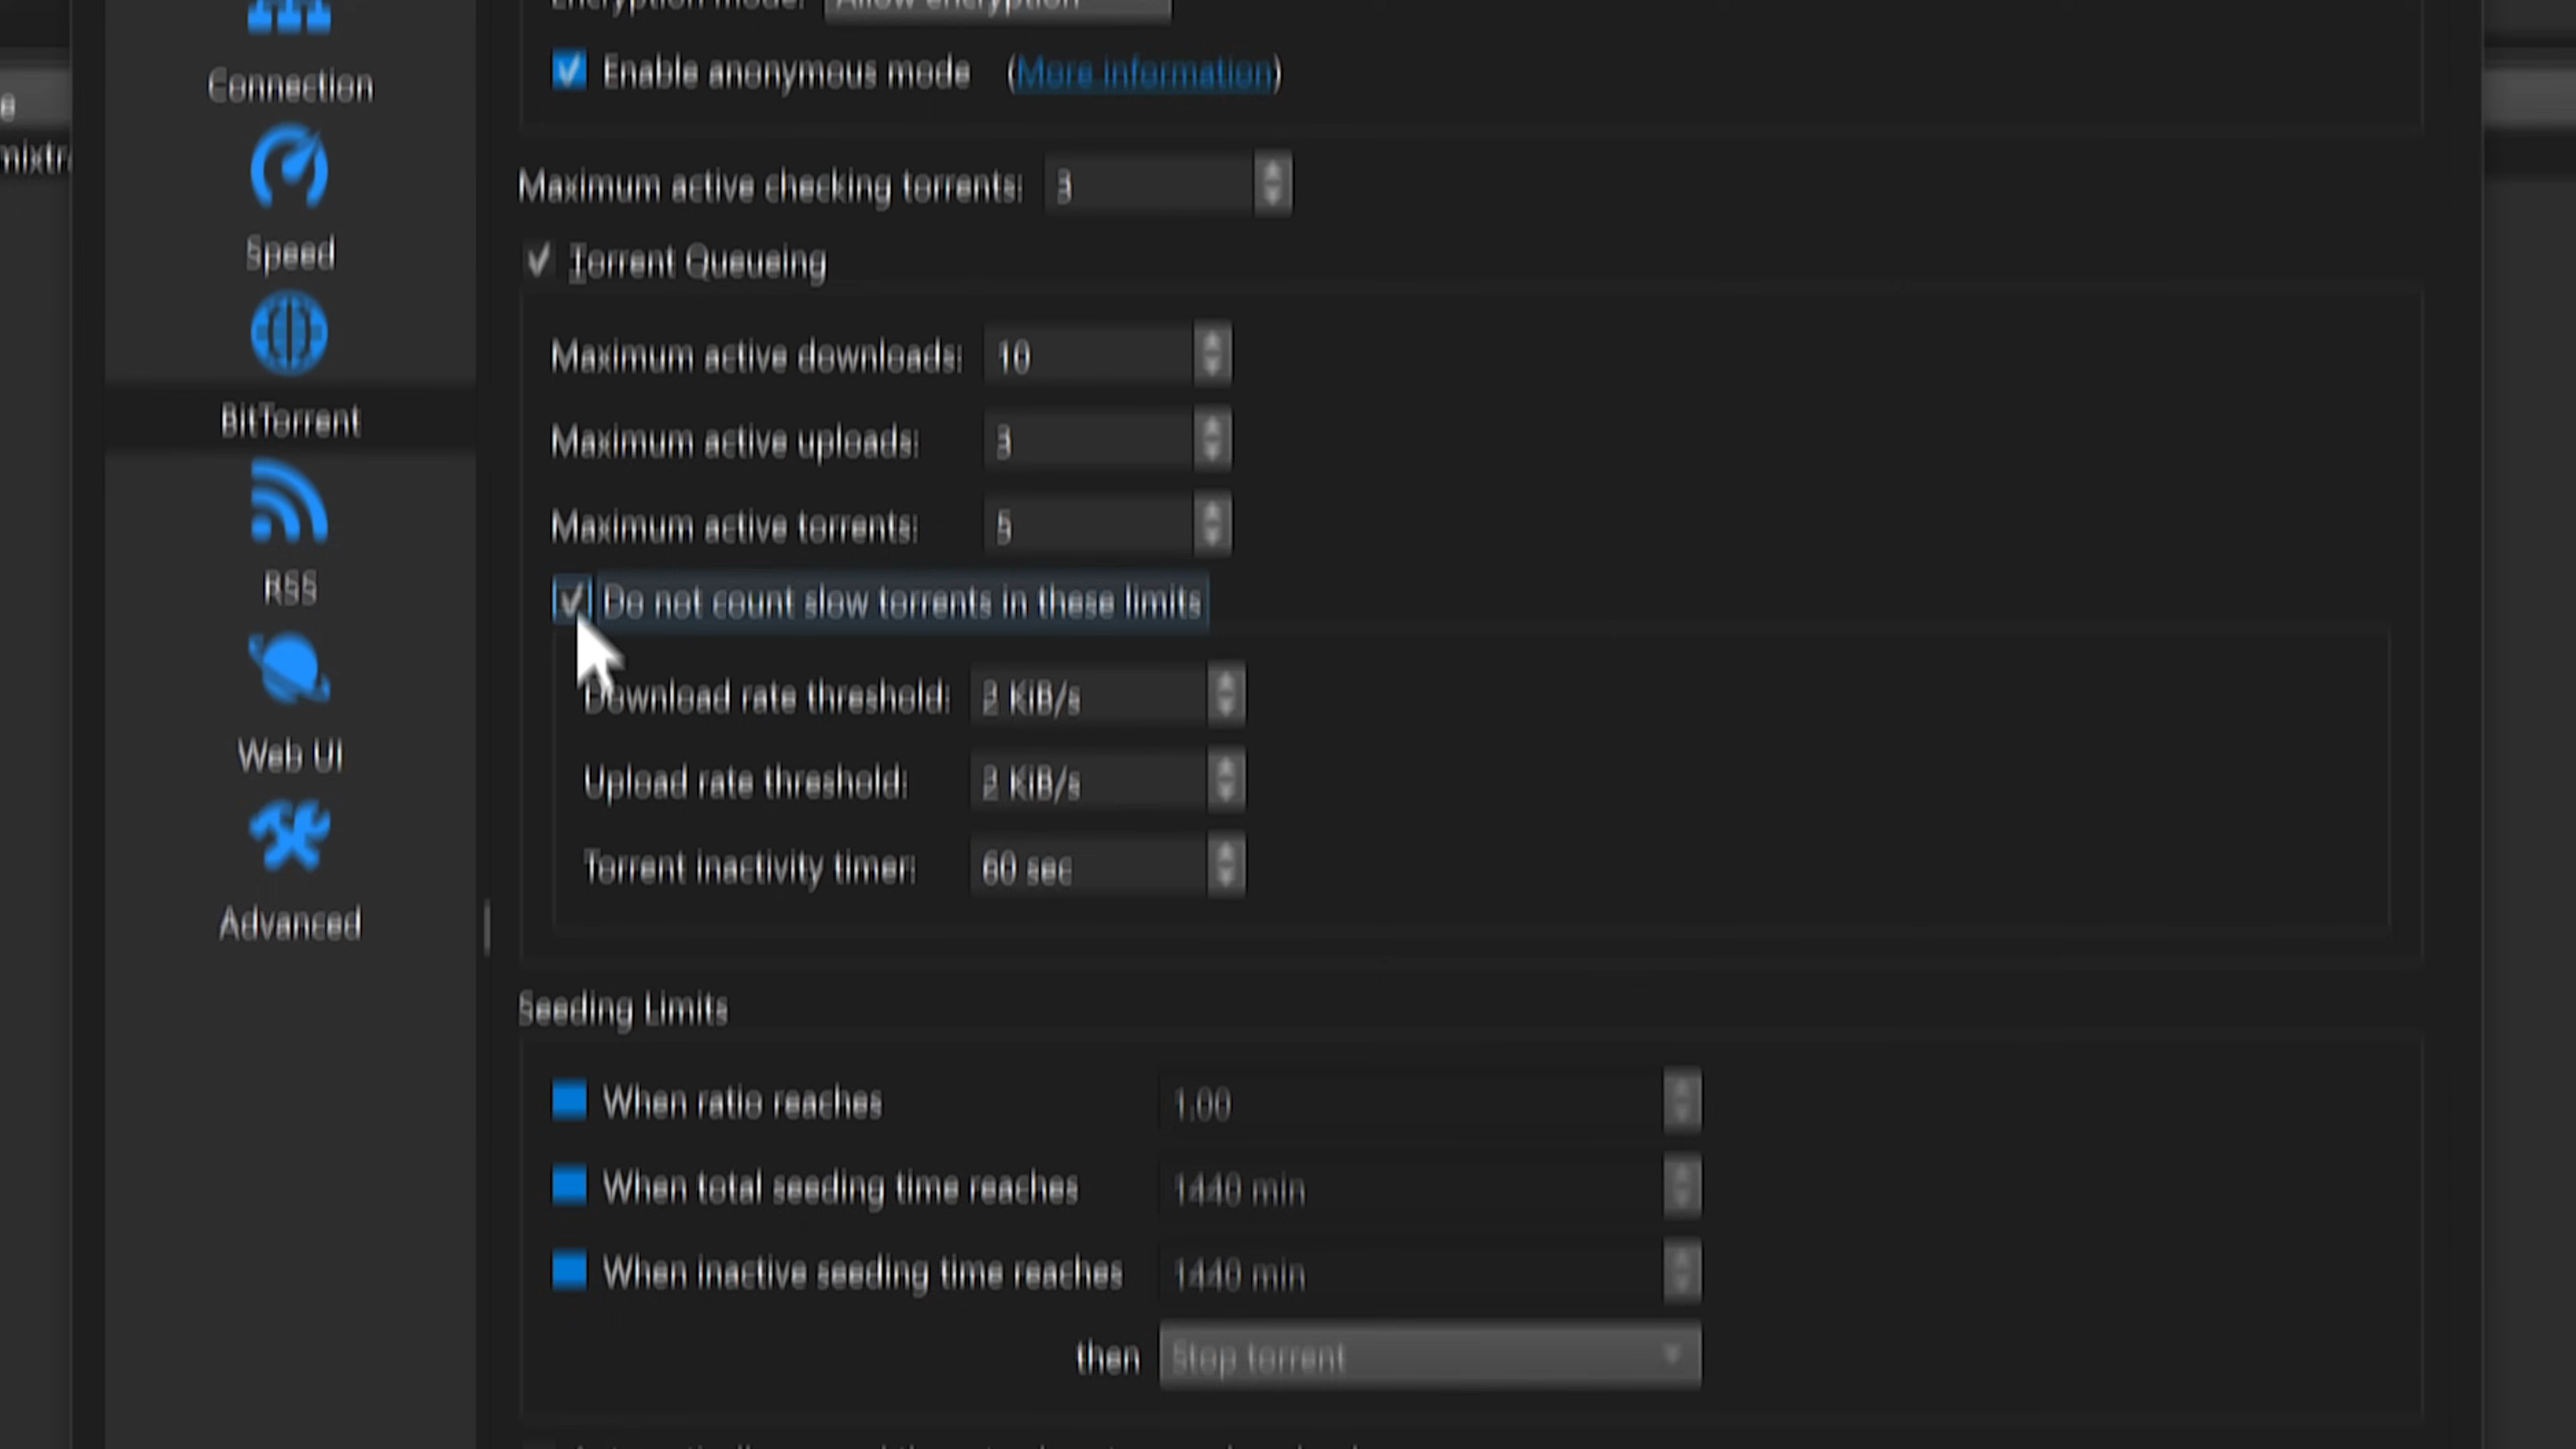 Connection
Speed
BitTorrent
RSS
Web UI
Advanced
Encryption mode: Allow encryption
Enable anonymous mode (More information)
Maximum active checking torrents: 3
Torrent Queueing
Maximum active downloads: 10
Maximum active uploads: 3
Maximum active torrents: 5
Do not count slow torrents in these limits
Download rate threshold: 2 KiB/s
Upload rate threshold: 2 KiB/s
Torrent inactivity timer: 60 sec
Seeding Limits
When ratio reaches 1.00
When total seeding time reaches 1440 min
When inactive seeding time reaches 1440 min
then Stop torrent